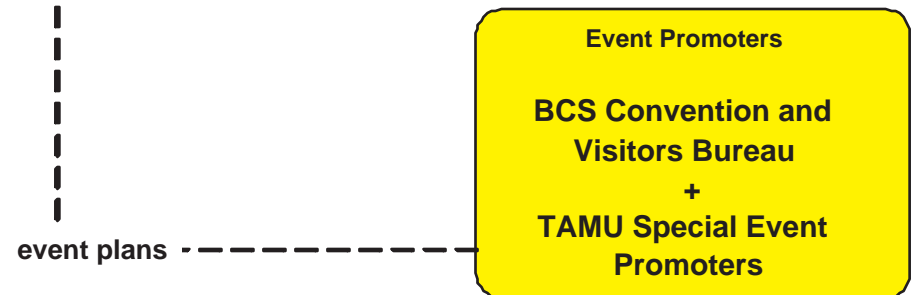 Event Promoters
BCS Convention and
Visitors Bureau
+
TAMU Special Event
Promoters
event plans